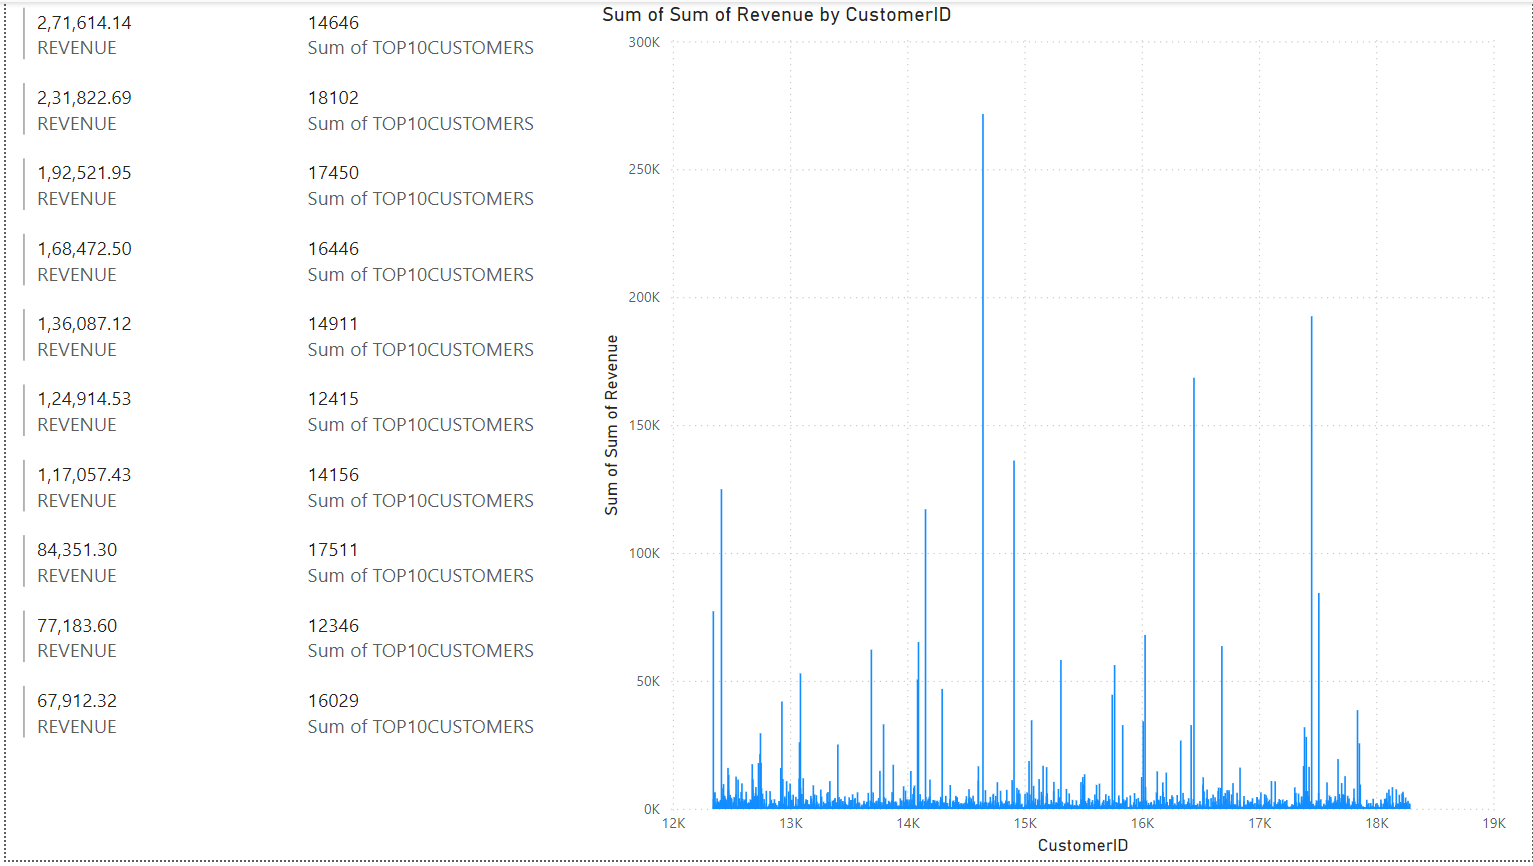 2,71,614.14
REVENUE
14646
Sum of TOP10CUSTOMERS
2,31,822.69
REVENUE
18102
Sum of TOP10CUSTOMERS
1,92,521.95
REVENUE
17450
Sum of TOP10CUSTOMERS
1,68,472.50
REVENUE
16446
Sum of TOP10CUSTOMERS
1,36,087.12
REVENUE
14911
Sum of TOP10CUSTOMERS
1,24,914.53
REVENUE
12415
Sum of TOP10CUSTOMERS
1,17,057.43
REVENUE
14156
Sum of TOP10CUSTOMERS
84,351.30
REVENUE
17511
Sum of TOP10CUSTOMERS
77,183.60
REVENUE
12346
Sum of TOP10CUSTOMERS
67,912.32
REVENUE
16029
Sum of TOP10CUSTOMERS
Sum of Sum of Revenue by CustomerID
Sum of Sum of Revenue
300K
250K
200K
150K
100K
50K
0K
12K 13K 14K 15K 16K 17K 18K 19K
CustomerID